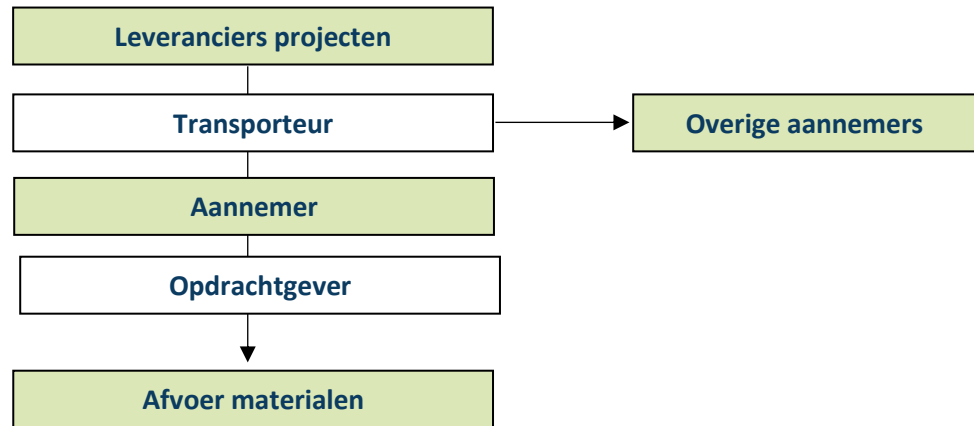 Leveranciers projecten
Transporteur
Overige aannemers
Aannemer
Opdrachtgever
Afvoer materialen